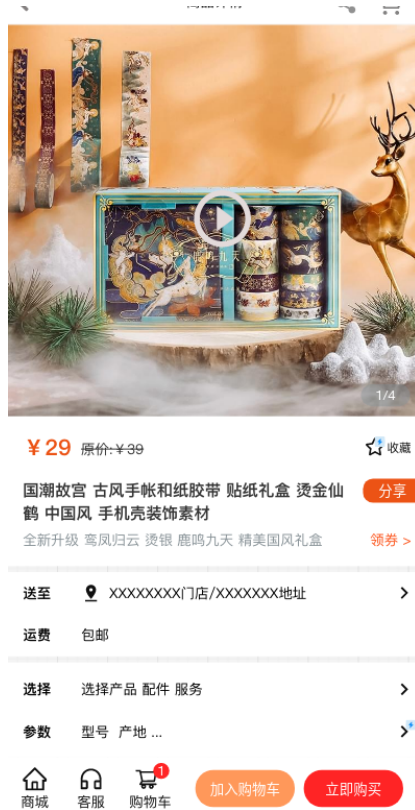 1/4
¥29 原价:¥39
收藏
国潮故宫 古风手帐和纸胶带 贴纸礼盒 烫金仙
鹤 中国风 手机壳装饰素材
分享
全新升级 鸾凤归云 烫银 鹿鸣九天 精美国风礼盒
领券 >
送至 XXXXXXXX门店/XXXXXXX地址
运费 包邮
选择 选择产品 配件 服务
参数 型号 产地 ...
1
商城 客服 购物车 加入购物车 立即购买